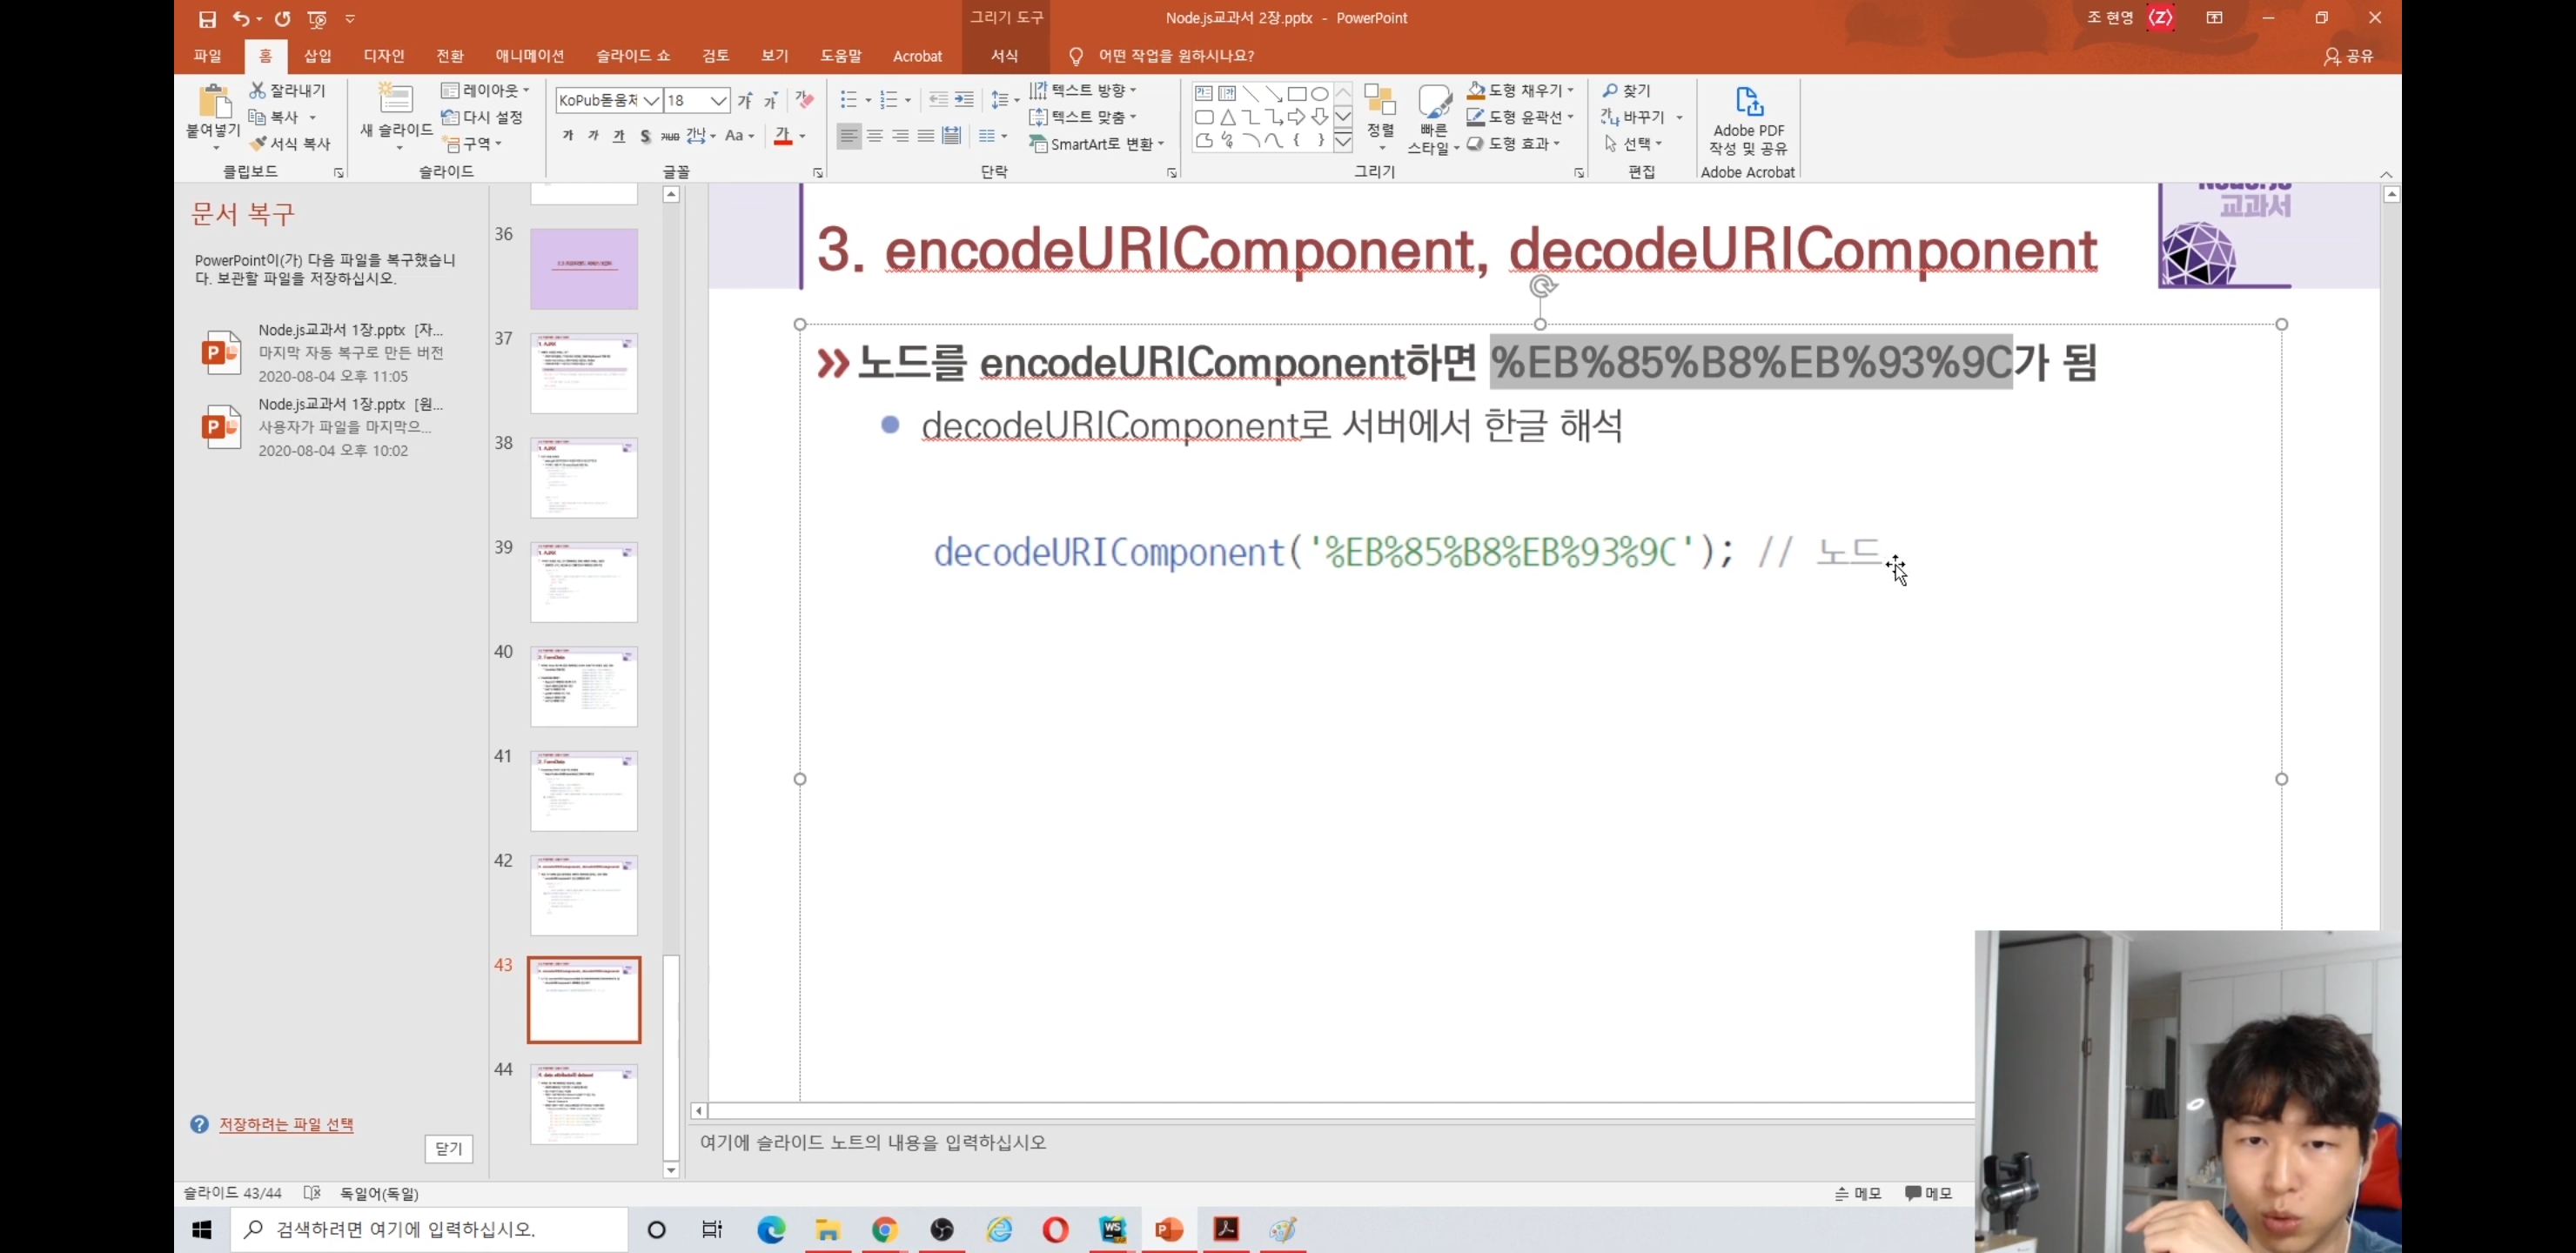 그리기 도구
Node.js교과서 2장.pptx - PowerPoint
조 현영
파일
홈
삽입
디자인
전환
애니메이션
슬라이드 쇼
검토
보기
도움말
Acrobat
서식
어떤 작업을 원하시나요?
공유
붙여넣기
잘라내기
복사
서식 복사
클립보드
새 슬라이드
레이아웃
다시 설정
구역
슬라이드
KoPub돋움체
18
글꼴
텍스트 방향
텍스트 맞춤
SmartArt로 변환
단락
정렬
빠른
스타일
도형 채우기
도형 윤곽선
도형 효과
그리기
찾기
바꾸기
선택
편집
Adobe PDF
작성 및 공유
Adobe Acrobat
문서 복구
PowerPoint이(가) 다음 파일을 복구했습니
다. 보관할 파일을 저장하십시오.
Node.js교과서 1장.pptx [자...
마지막 자동 복구로 만든 버전
2020-08-04 오후 11:05
Node.js교과서 1장.pptx [원...
사용자가 파일을 마지막으...
2020-08-04 오후 10:02
저장하려는 파일 선택
닫기
36
37
38
39
40
41
42
43
44
Node.js
교과서
3. encodeURIComponent, decodeURIComponent
노드를 encodeURIComponent하면 %EB%85%B8%EB%93%9C가 됨
decodeURIComponent로 서버에서 한글 해석
decodeURIComponent('%EB%85%B8%EB%93%9C'); // 노드
여기에 슬라이드 노트의 내용을 입력하십시오
슬라이드 43/44
독일어(독일)
메모
메모
검색하려면 여기에 입력하십시오.